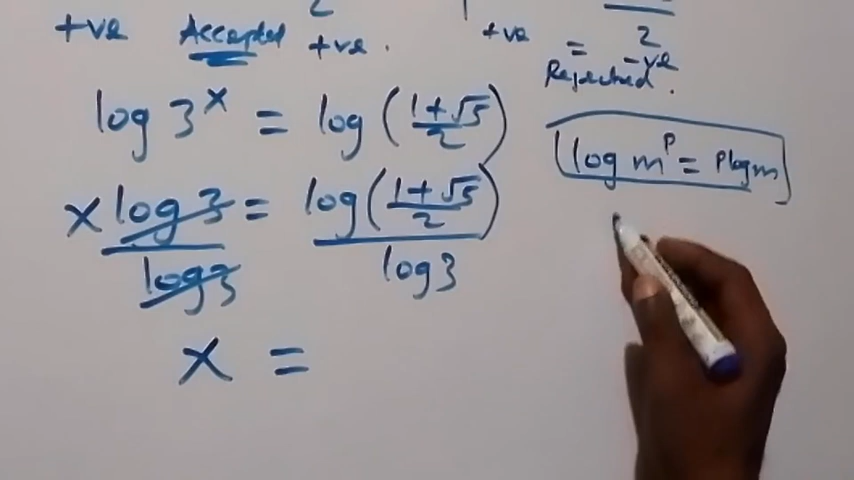 +ve Accepted +ve . +ve = 2 -ve
Rejected .
log 3^x = log (1+√5/2)
log m^p = plogm
x log 3 / log 3 = log (1+√5/2) / log 3
x =